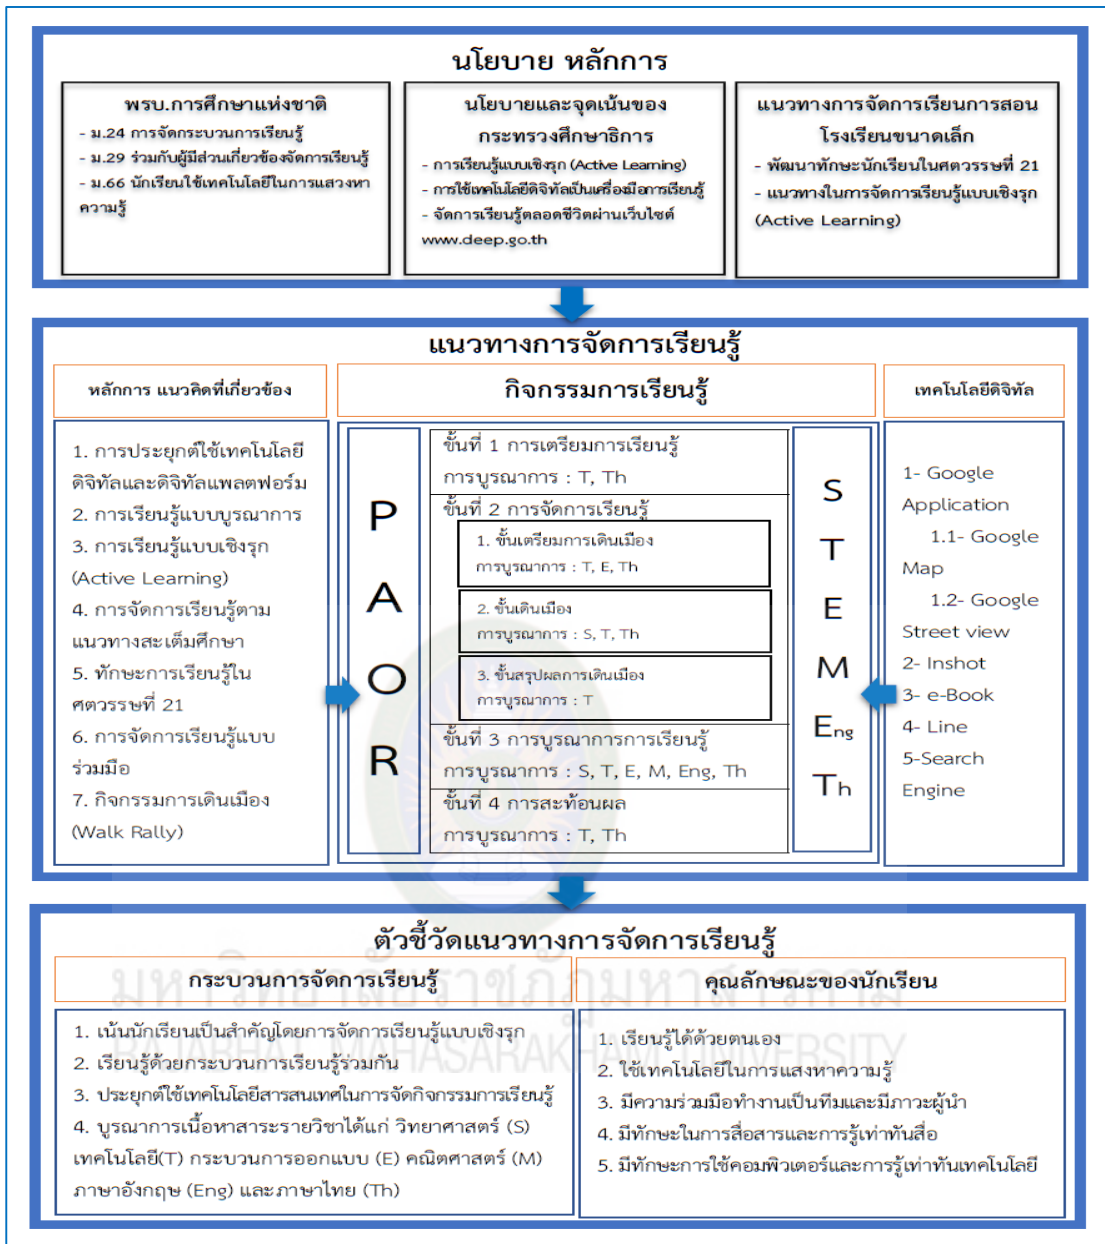 นโยบาย หลักการ
พรบ.การศึกษาแห่งชาติ
- ม.24 การจัดกระบวนการเรียนรู้
- ม.29 ร่วมกับผู้มีส่วนเกี่ยวข้องจัดการเรียนรู้
- ม.66 นักเรียนใช้เทคโนโลยีในการแสวงหา
ความรู้
นโยบายและจุดเน้นของ
กระทรวงศึกษาธิการ
- การเรียนรู้แบบเชิงรุก (Active Learning)
- การใช้เทคโนโลยีดิจิทัลเป็นเครื่องมือการเรียนรู้
- จัดการเรียนรู้ตลอดชีวิตผ่านเว็บไซต์
www.deep.go.th
แนวทางการจัดการเรียนการสอน
โรงเรียนขนาดเล็ก
- พัฒนาทักษะนักเรียนในศตวรรษที่ 21
- แนวทางในการจัดการเรียนรู้แบบเชิงรุก
(Active Learning)
แนวทางการจัดการเรียนรู้
หลักการ แนวคิดที่เกี่ยวข้อง
1. การประยุกต์ใช้เทคโนโลยี
ดิจิทัลและดิจิทัลแพลตฟอร์ม
2. การเรียนรู้แบบบูรณาการ
3. การเรียนรู้แบบเชิงรุก
(Active Learning)
4. การจัดการเรียนรู้ตาม
แนวทางสะเต็มศึกษา
5. ทักษะการเรียนรู้ใน
ศตวรรษที่ 21
6. การจัดการเรียนรู้แบบ
ร่วมมือ
7. กิจกรรมการเดินเมือง
(Walk Rally)
กิจกรรมการเรียนรู้
P
A
O
R
ขั้นที่ 1 การเตรียมการเรียนรู้
การบูรณาการ : T, Th
ขั้นที่ 2 การจัดการเรียนรู้
1. ขั้นเตรียมการเดินเมือง
การบูรณาการ : T, E, Th
2. ขั้นเดินเมือง
การบูรณาการ : S, T, Th
3. ขั้นสรุปผลการเดินเมือง
การบูรณาการ : T
ขั้นที่ 3 การบูรณาการการเรียนรู้
การบูรณาการ : S, T, E, M, Eng, Th
ขั้นที่ 4 การสะท้อนผล
การบูรณาการ : T, Th
S
T
E
M
Eng
Th
เทคโนโลยีดิจิทัล
1- Google
Application
1.1- Google
Map
1.2- Google
Street view
2- Inshot
3- e-Book
4- Line
5-Search
Engine
ตัวชี้วัดแนวทางการจัดการเรียนรู้
กระบวนการจัดการเรียนรู้
1. เน้นนักเรียนเป็นสำคัญโดยการจัดการเรียนรู้แบบเชิงรุก
2. เรียนรู้ด้วยกระบวนการเรียนรู้ร่วมกัน
3. ประยุกต์ใช้เทคโนโลยีสารสนเทศในการจัดกิจกรรมการเรียนรู้
4. บูรณาการเนื้อหาสาระรายวิชาได้แก่ วิทยาศาสตร์ (S)
เทคโนโลยี(T) กระบวนการออกแบบ (E) คณิตศาสตร์ (M)
ภาษาอังกฤษ (Eng) และภาษาไทย (Th)
คุณลักษณะของนักเรียน
1. เรียนรู้ได้ด้วยตนเอง
2. ใช้เทคโนโลยีในการแสงหาความรู้
3. มีความร่วมมือทำงานเป็นทีมและมีภาวะผู้นำ
4. มีทักษะในการสื่อสารและการรู้เท่าทันสื่อ
5. มีทักษะการใช้คอมพิวเตอร์และการรู้เท่าทันเทคโนโลยี
มหาวิทยาลัยราชภัฏมหาสารคาม
MAHASARAKHAM UNIVERSITY